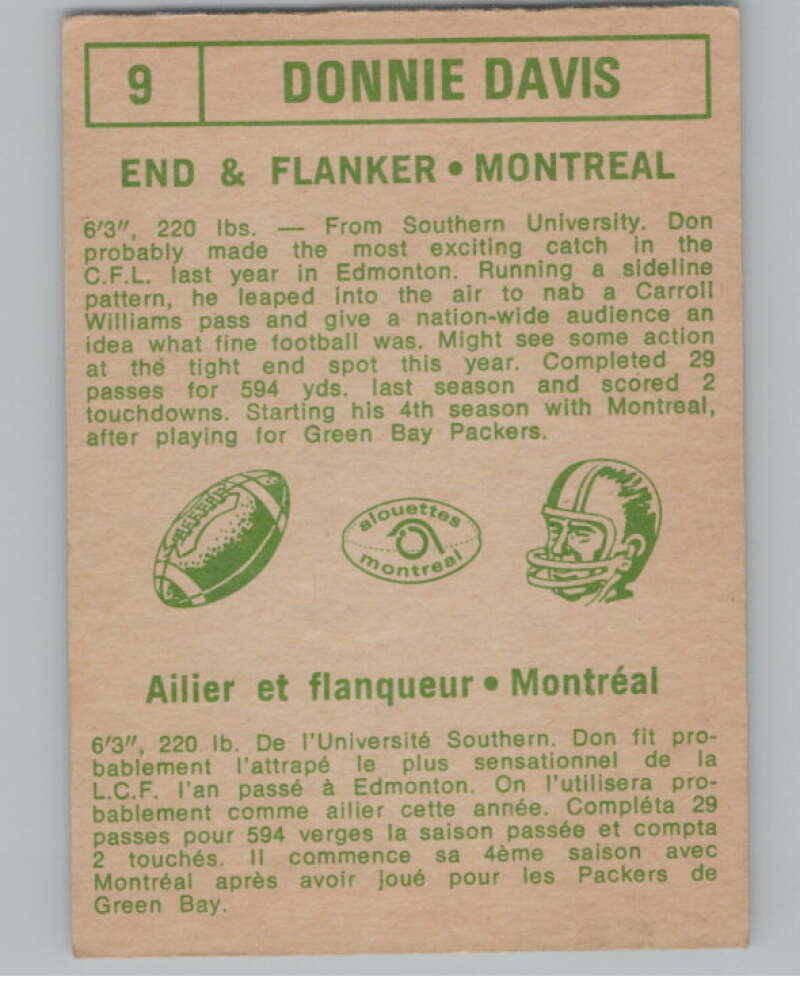 9 DONNIE DAVIS
END & FLANKER • MONTREAL
6′3″, 220 lbs. — From Southern University. Don
probably made the most exciting catch in the
C.F.L. last year in Edmonton. Running a sideline
pattern, he leaped into the air to nab a Carroll
Williams pass and give a nation-wide audience an
idea what fine football was. Might see some action
at the tight end spot this year. Completed 29
passes for 594 yds. last season and scored 2
touchdowns. Starting his 4th season with Montreal,
after playing for Green Bay Packers.
alouettes
montreal
Ailier et flanqueur • Montréal
6′3″, 220 lb. De l'Université Southern. Don fit pro-
bablement l'attrapé le plus sensationnel de la
L.C.F. l'an passé à Edmonton. On l'utilisera pro-
bablement comme ailier cette année. Compléta 29
passes pour 594 verges la saison passée et compta
2 touchés. Il commence sa 4ème saison avec
Montréal après avoir joué pour les Packers de
Green Bay.